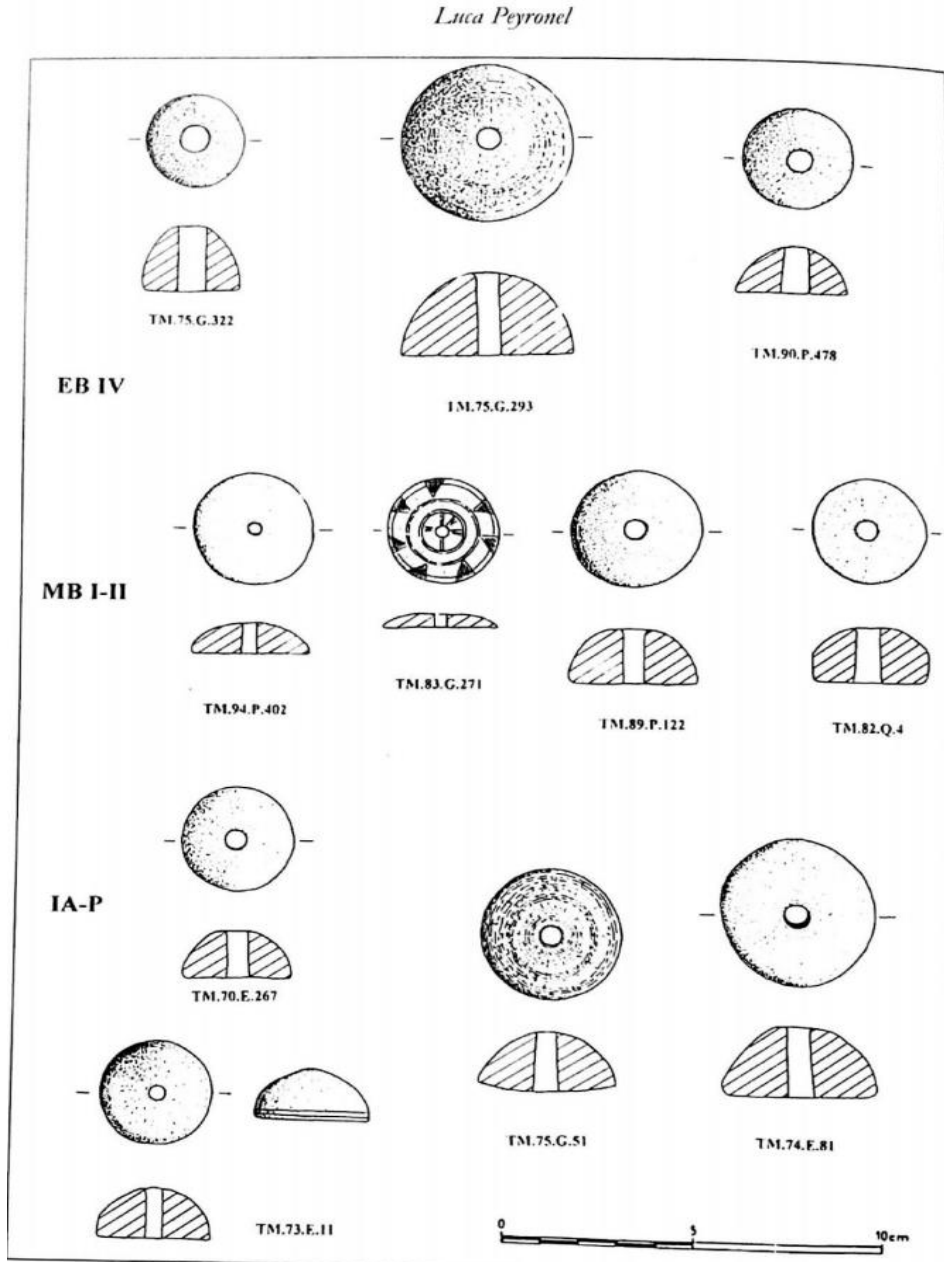 Luca Peyronel
TM.75.G.322
TM.90.P.478
EB IV
TM.75.G.293
MB I-II
TM.94.P.402
TM.83.G.271
TM.89.P.122
TM.82.Q.4
IA-P
TM.70.E.267
TM.75.G.51
TM.74.E.81
TM.73.E.11
0 5 10cm